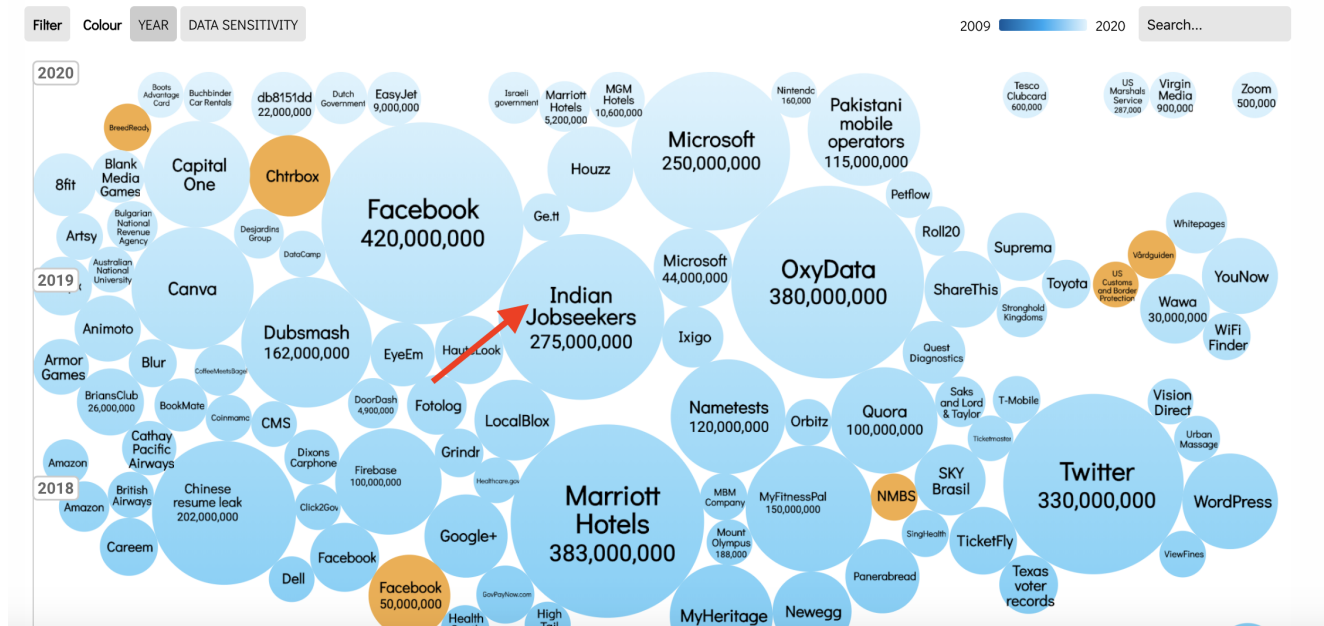 Filter
Colour
YEAR
DATA SENSITIVITY
2009
2020
Search...
2020
Boots
Advantage
Card
Buchbinder
Car Rentals
db8151dd
22,000,000
Dutch
Government
EasyJet
9,000,000
Israeli
government
Marriott
Hotels
5,200,000
MGM
Hotels
10,600,000
Microsoft
250,000,000
Nintendo
160,000
Pakistani
mobile
operators
115,000,000
Tesco
Clubcard
600,000
US
Marshals
Service
287,000
Virgin
Media
900,000
Zoom
500,000
BreedReady
8fit
Blank
Media
Games
Capital
One
Chtrbox
Facebook
420,000,000
Houzz
Ge.tt
Petflow
Roll20
Whitepages
Artsy
Bulgarian
National
Revenue
Agency
Desjardins
Group
DataCamp
2019
Australian
National
University
Canva
Indian
Jobseekers
275,000,000
Microsoft
44,000,000
OxyData
380,000,000
ShareThis
Suprema
Toyota
Vårdguiden
US
Customs
and Border
Protection
YouNow
Stronghold
Kingdoms
Wawa
30,000,000
WiFi
Finder
Animoto
Dubsmash
162,000,000
EyeEm
HauteLook
Ixigo
Quest
Diagnostics
Armor
Games
Blur
CoffeeMeetsBagel
BriansClub
26,000,000
BookMate
Coinmama
CMS
DoorDash
4,900,000
Fotolog
LocalBlox
Nametests
120,000,000
Orbitz
Quora
100,000,000
Saks
and Lord
& Taylor
T-Mobile
Vision
Direct
Ticketmaster
Urban
Massage
Cathay
Pacific
Airways
Amazon
Dixons
Carphone
Grindr
Firebase
100,000,000
Healthcare.gov
2018
Amazon
British
Airways
Chinese
resume leak
202,000,000
Click2Gov
Marriott
Hotels
383,000,000
MBM
Company
MyFitnessPal
150,000,000
NMBS
SKY
Brasil
Twitter
330,000,000
WordPress
Careem
Google+
Mount
Olympus
188,000
SingHealth
TicketFly
ViewFines
Dell
Facebook
Facebook
50,000,000
GovPayNow.com
Panerabread
Texas
voter
records
Health
High
Tail
MyHeritage
Newegg